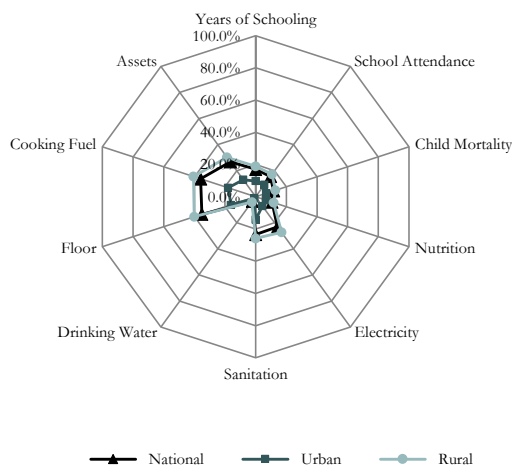 Years of Schooling
100.0%
80.0%
60.0%
40.0%
20.0%
0.0%
School Attendance
Child Mortality
Nutrition
Electricity
Sanitation
Drinking Water
Floor
Cooking Fuel
Assets
National Urban Rural